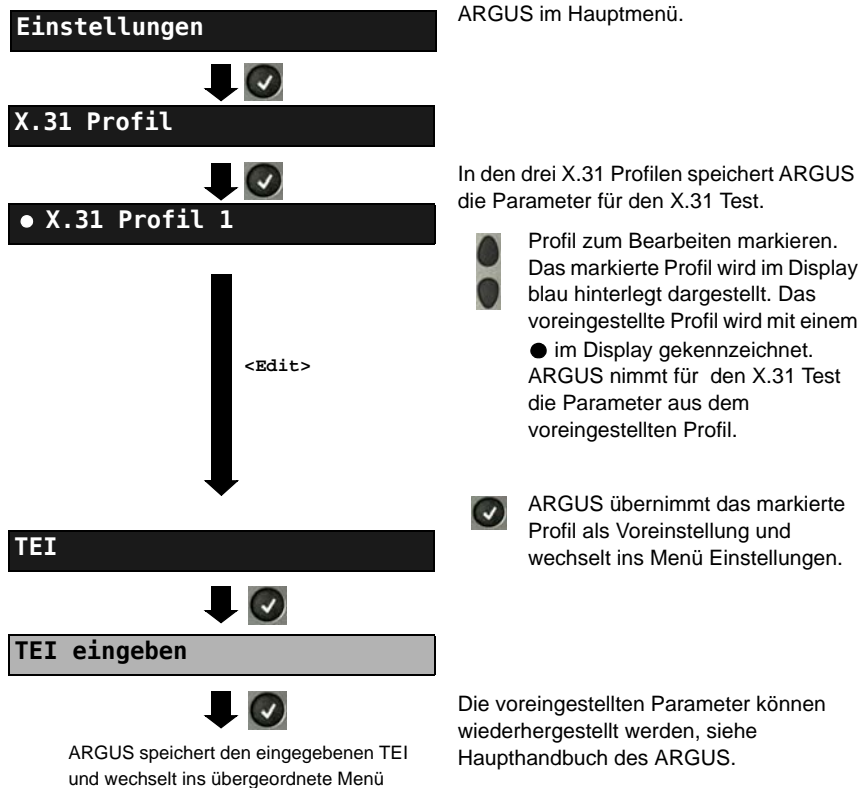 ARGUS im Hauptmenü.
Einstellungen
X.31 Profil
In den drei X.31 Profilen speichert ARGUS
die Parameter für den X.31 Test.
● X.31 Profil 1
Profil zum Bearbeiten markieren.
Das markierte Profil wird im Display
blau hinterlegt dargestellt. Das
voreingestellte Profil wird mit einem
● im Display gekennzeichnet.
ARGUS nimmt für den X.31 Test
die Parameter aus dem
voreingestellten Profil.
<Edit>
ARGUS übernimmt das markierte
Profil als Voreinstellung und
wechselt ins Menü Einstellungen.
TEI
TEI eingeben
Die voreingestellten Parameter können
wiederhergestellt werden, siehe
Haupthandbuch des ARGUS.
ARGUS speichert den eingegebenen TEI
und wechselt ins übergeordnete Menü